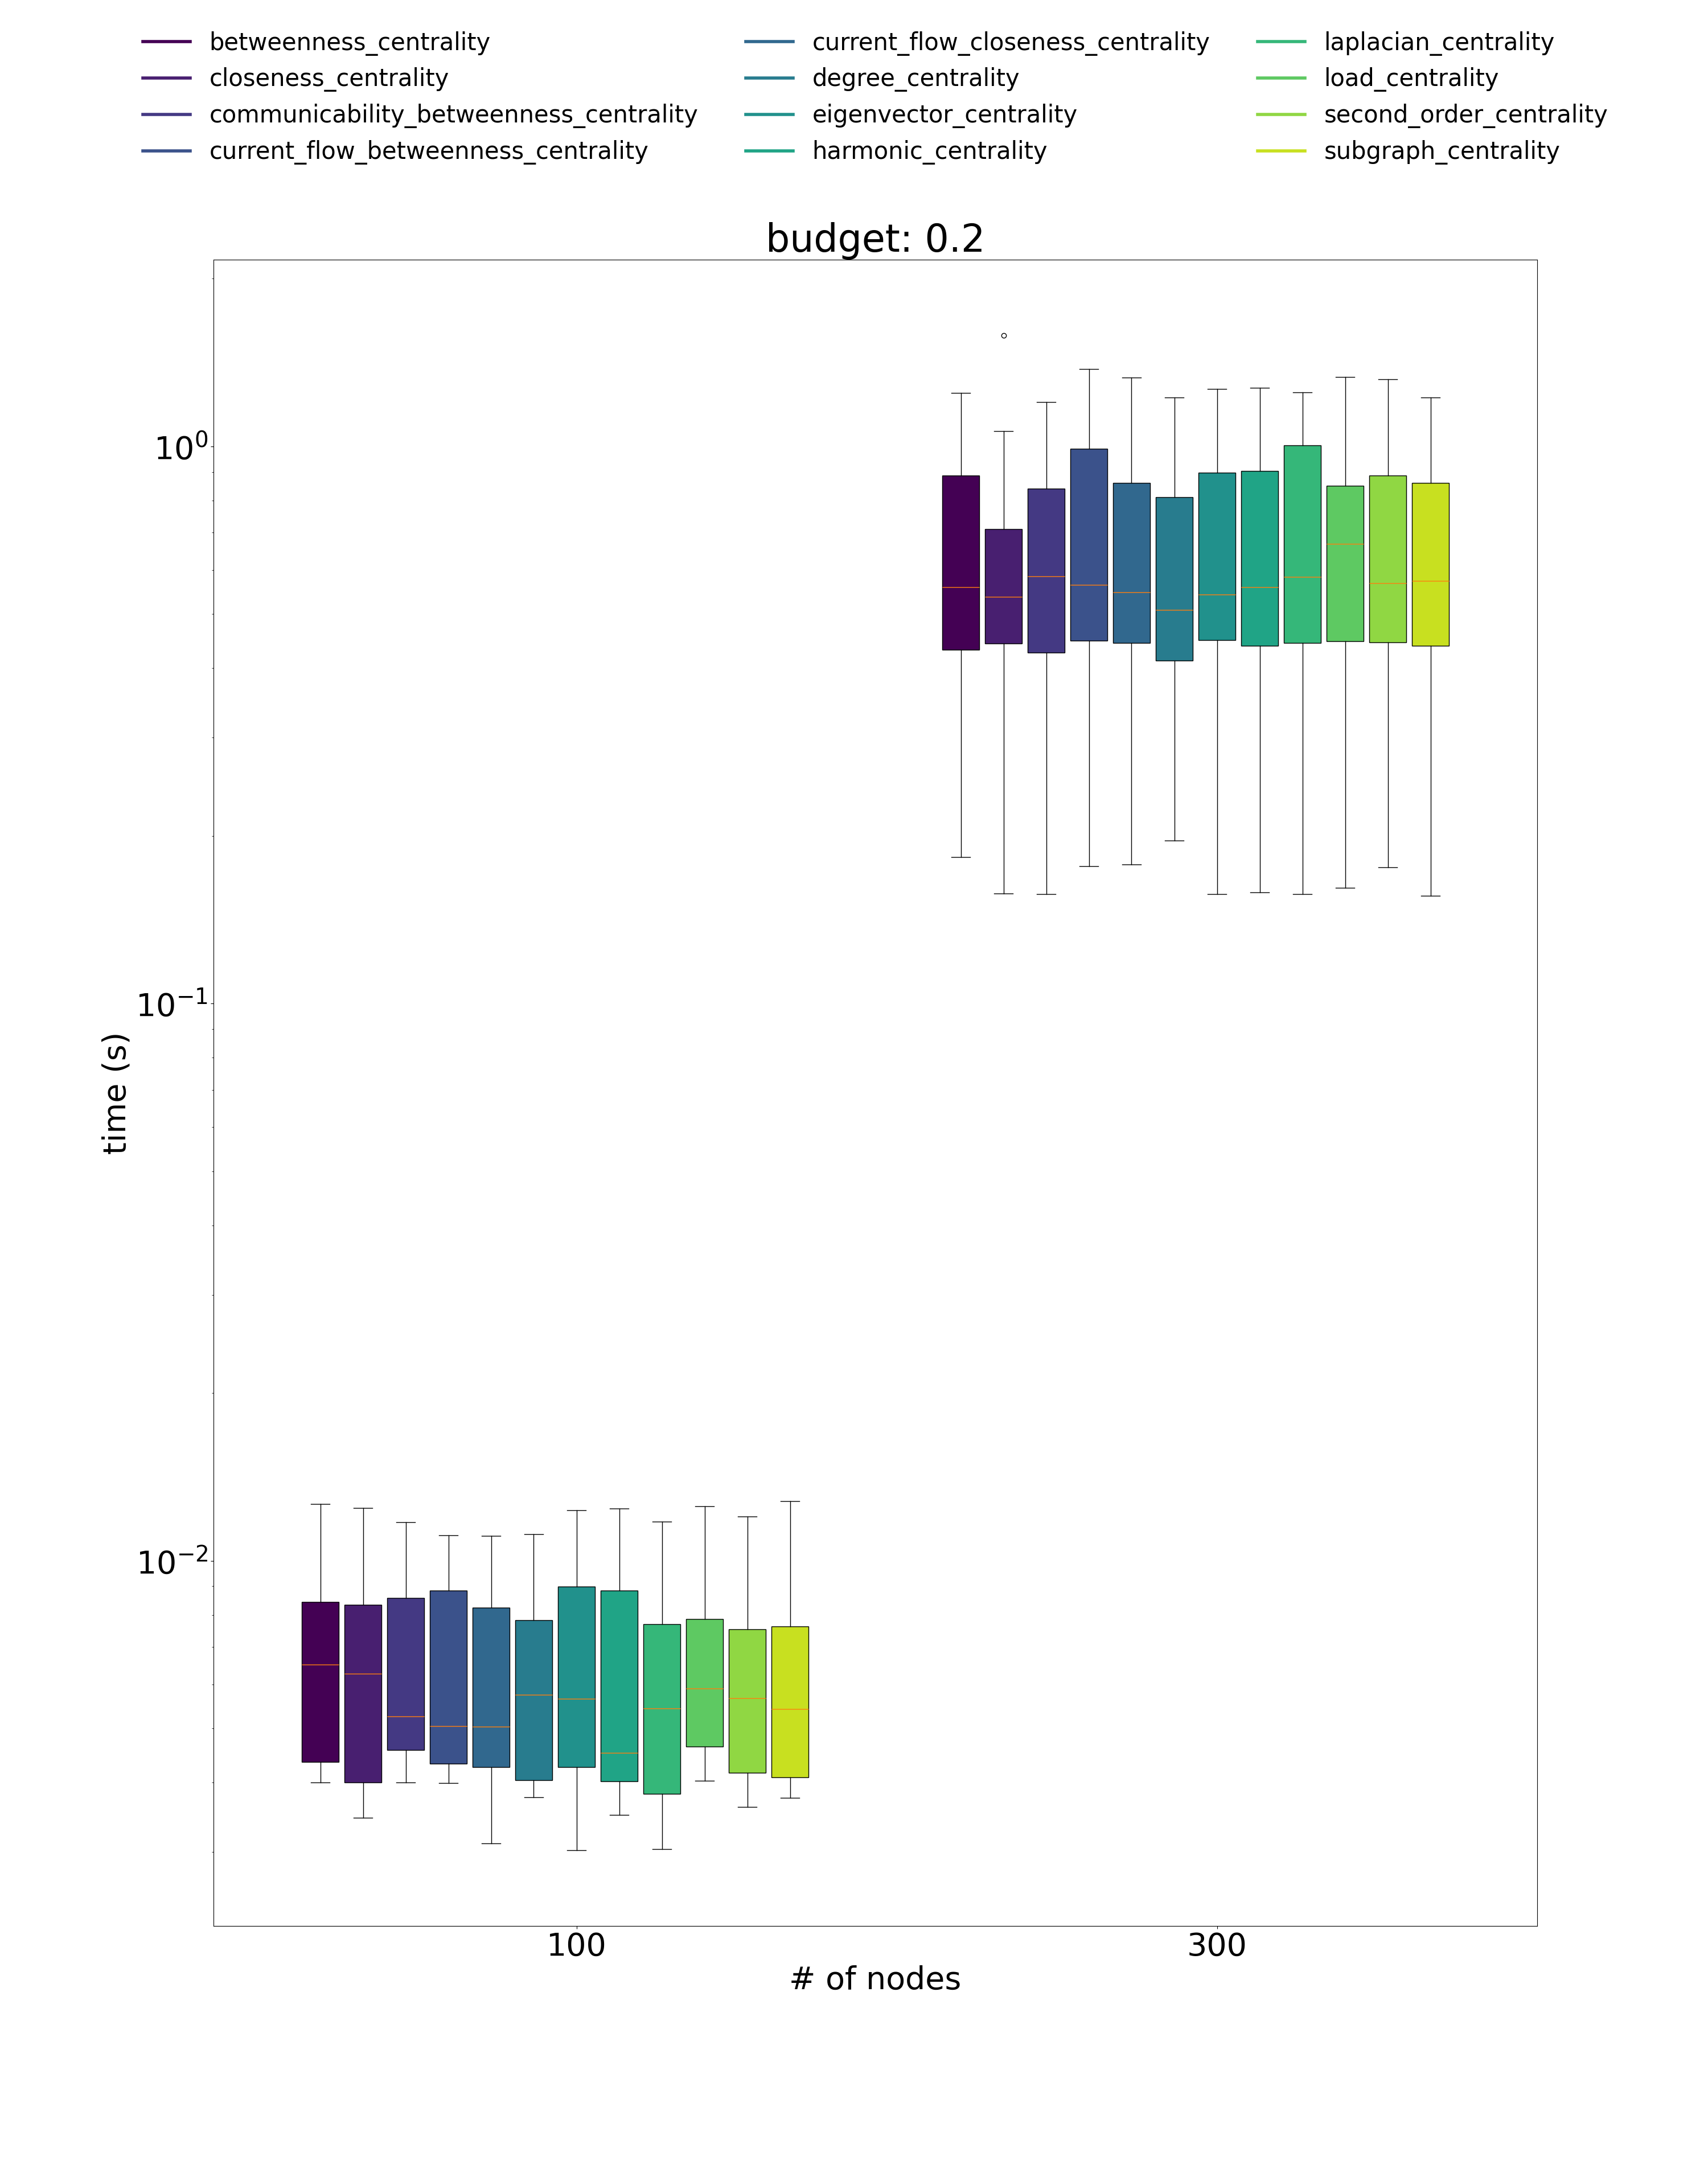 betweenness_centrality
closeness_centrality
communicability_betweenness_centrality
current_flow_betweenness_centrality
current_flow_closeness_centrality
degree_centrality
eigenvector_centrality
harmonic_centrality
laplacian_centrality
load_centrality
second_order_centrality
subgraph_centrality
budget: 0.2
10⁰
10⁻¹
10⁻²
time (s)
100 300
# of nodes